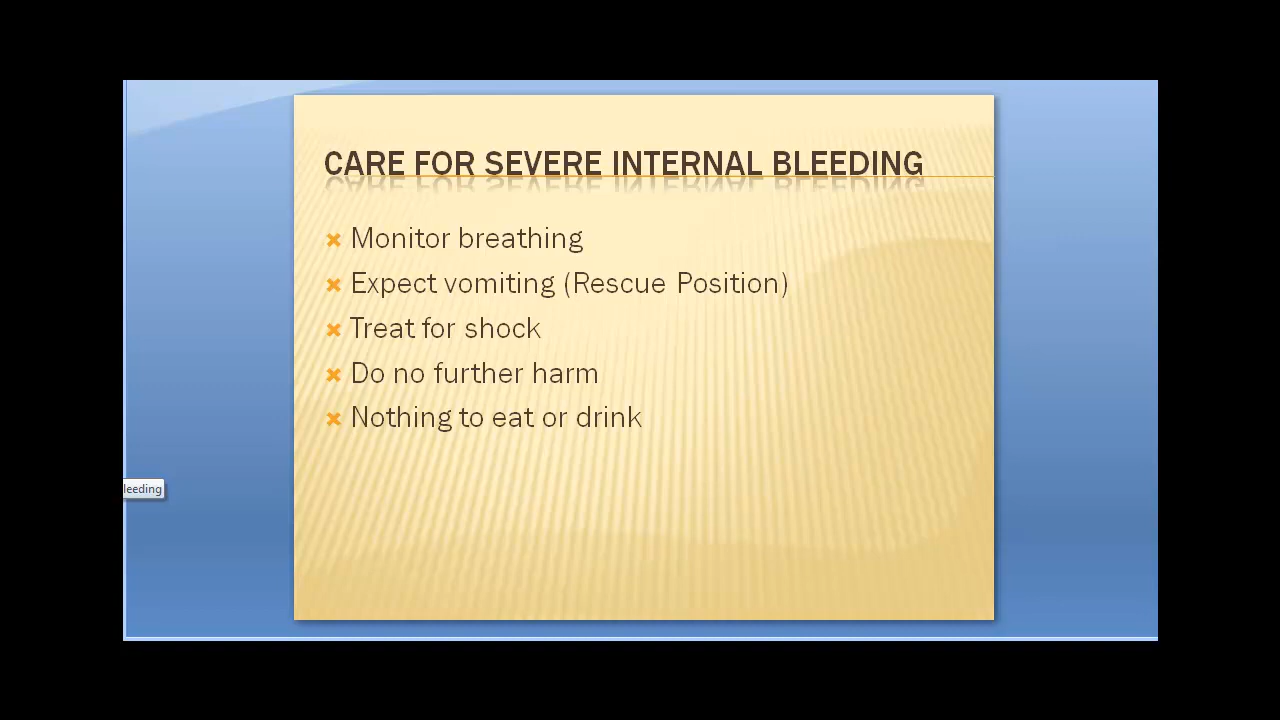 CARE FOR SEVERE INTERNAL BLEEDING
Monitor breathing
Expect vomiting (Rescue Position)
Treat for shock
Do no further harm
Nothing to eat or drink
leeding